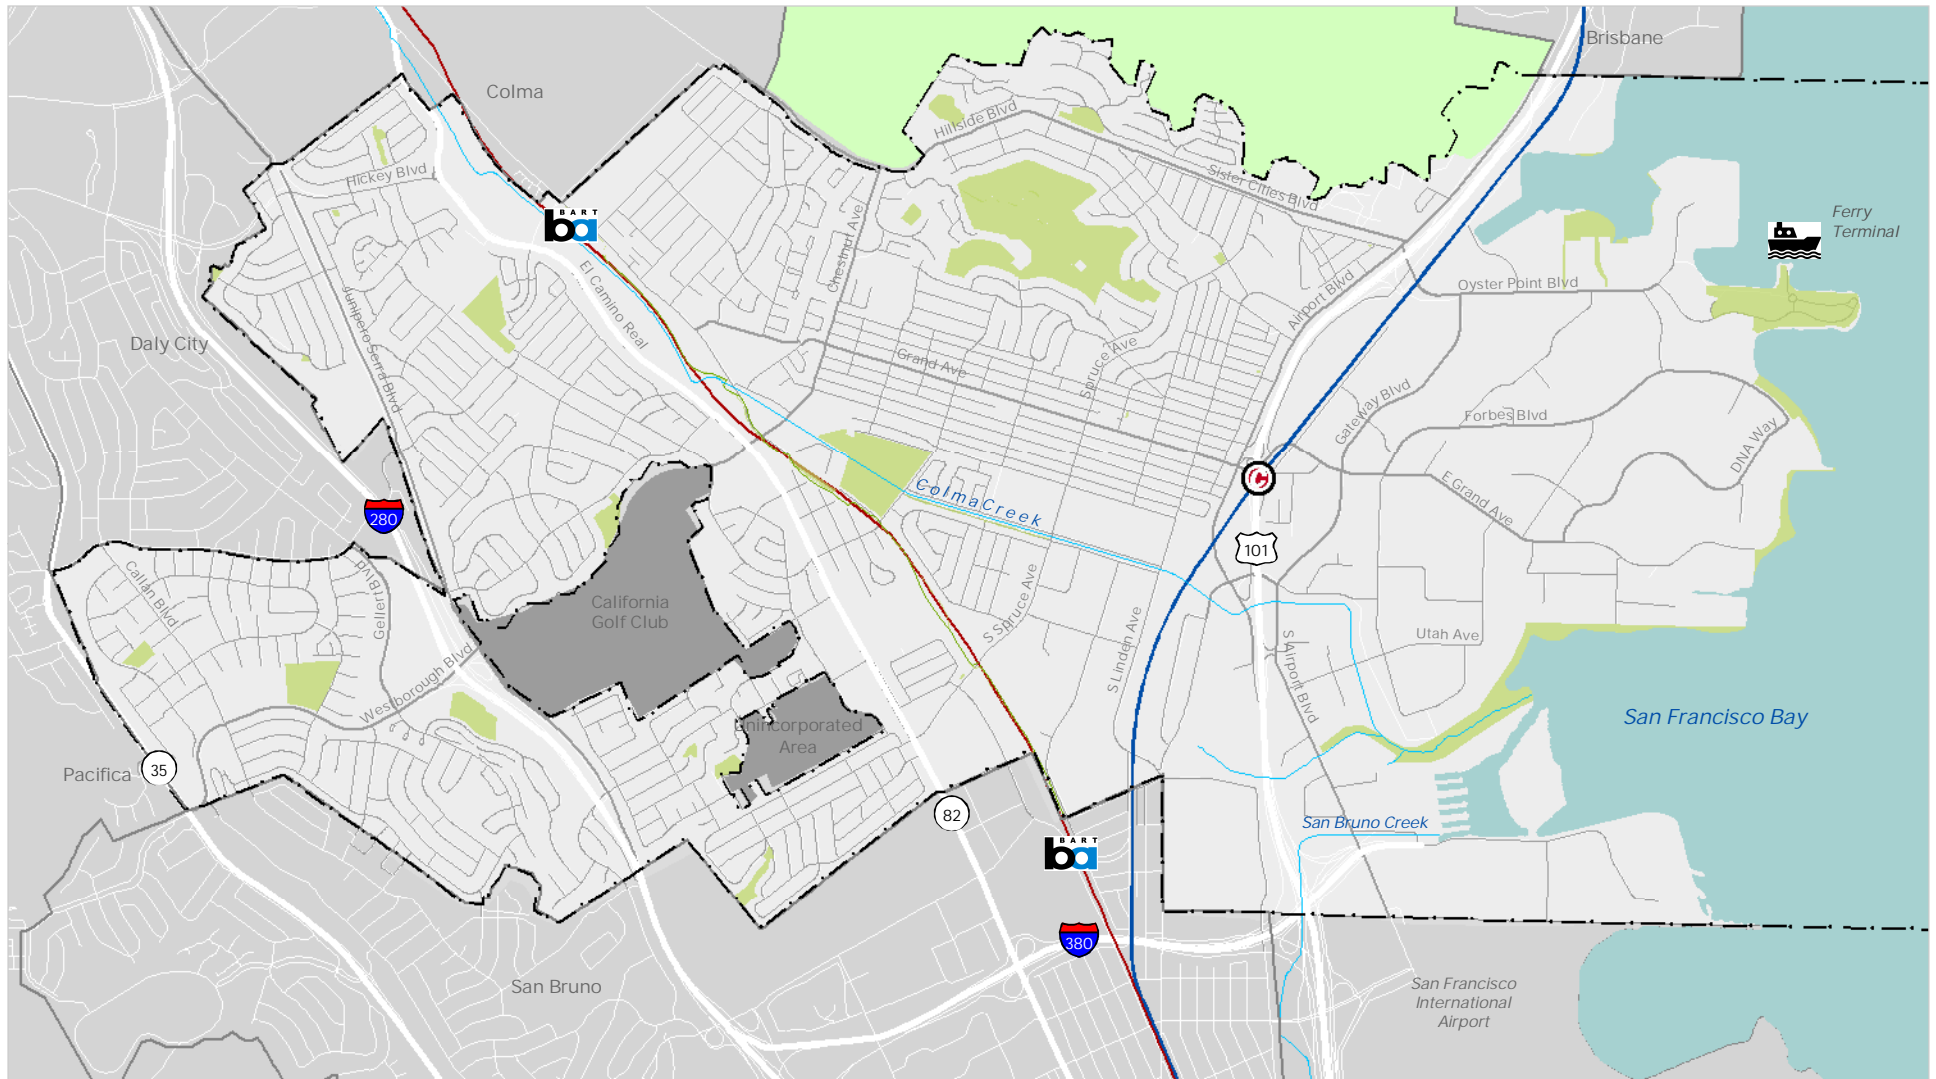 Brisbane
Colma
Hillside Blvd
Hickey Blvd
Sister Cities Blvd
BART
ba
Ferry
Terminal
Chestnut Ave
El Camino Real
Junipero Serra Blvd
Airport Blvd
Oyster Point Blvd
Daly City
Grand Ave
Spruce Ave
Gateway Blvd
Forbes Blvd
DNA Way
E Grand Ave
Colma Creek
280
101
Callan Blvd
Gellert Blvd
California
Golf Club
S Spruce Ave
S Linden Ave
S Airport Blvd
Utah Ave
Westborough Blvd
San Francisco Bay
Unincorporated
Area
Pacifica
35
82
San Bruno Creek
BART
ba
380
San Bruno
San Francisco
International
Airport